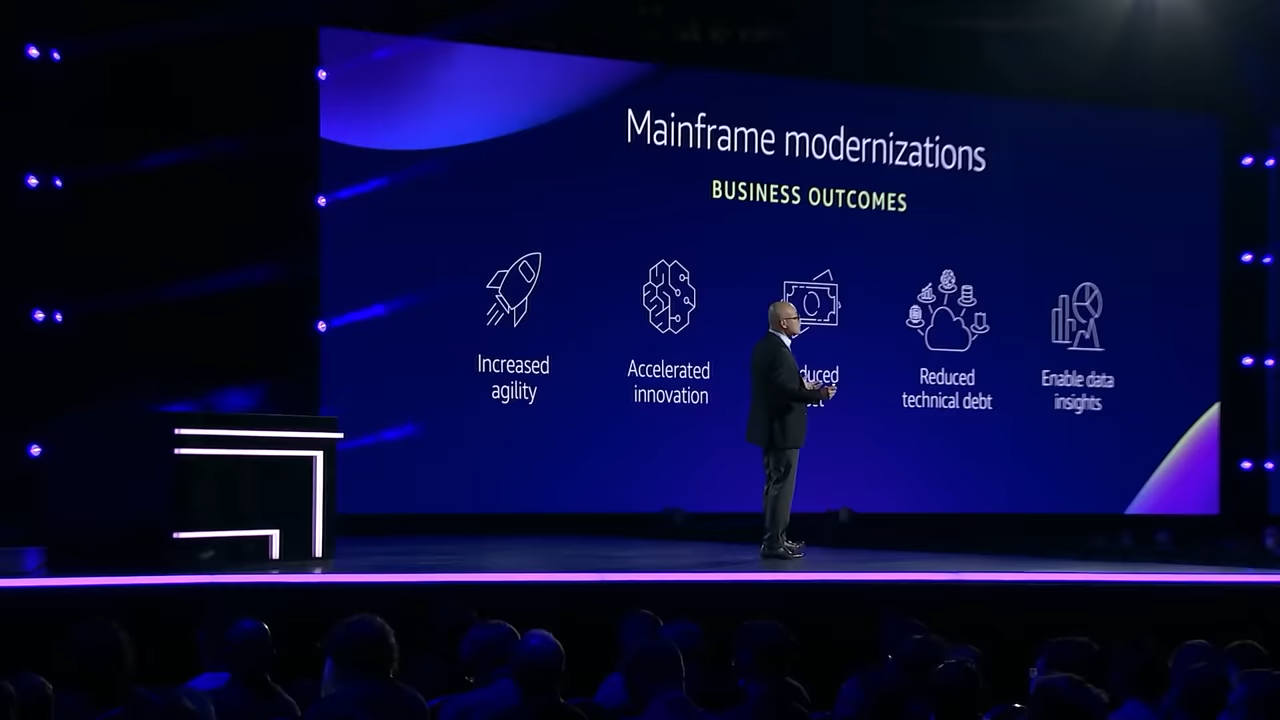 Mainframe modernizations
BUSINESS OUTCOMES
Increased
agility
Accelerated
innovation
Reduced
technical debt
Enable data
insights